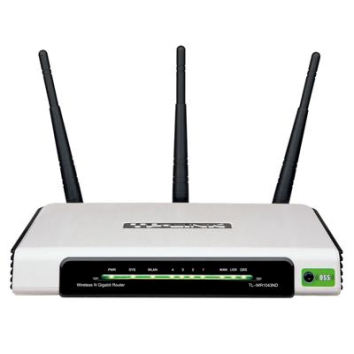 PWR SYS WLAN 4 3 2 1 WAN USB QSS
Wireless N Gigabit Router TL-WR1043ND
QSS